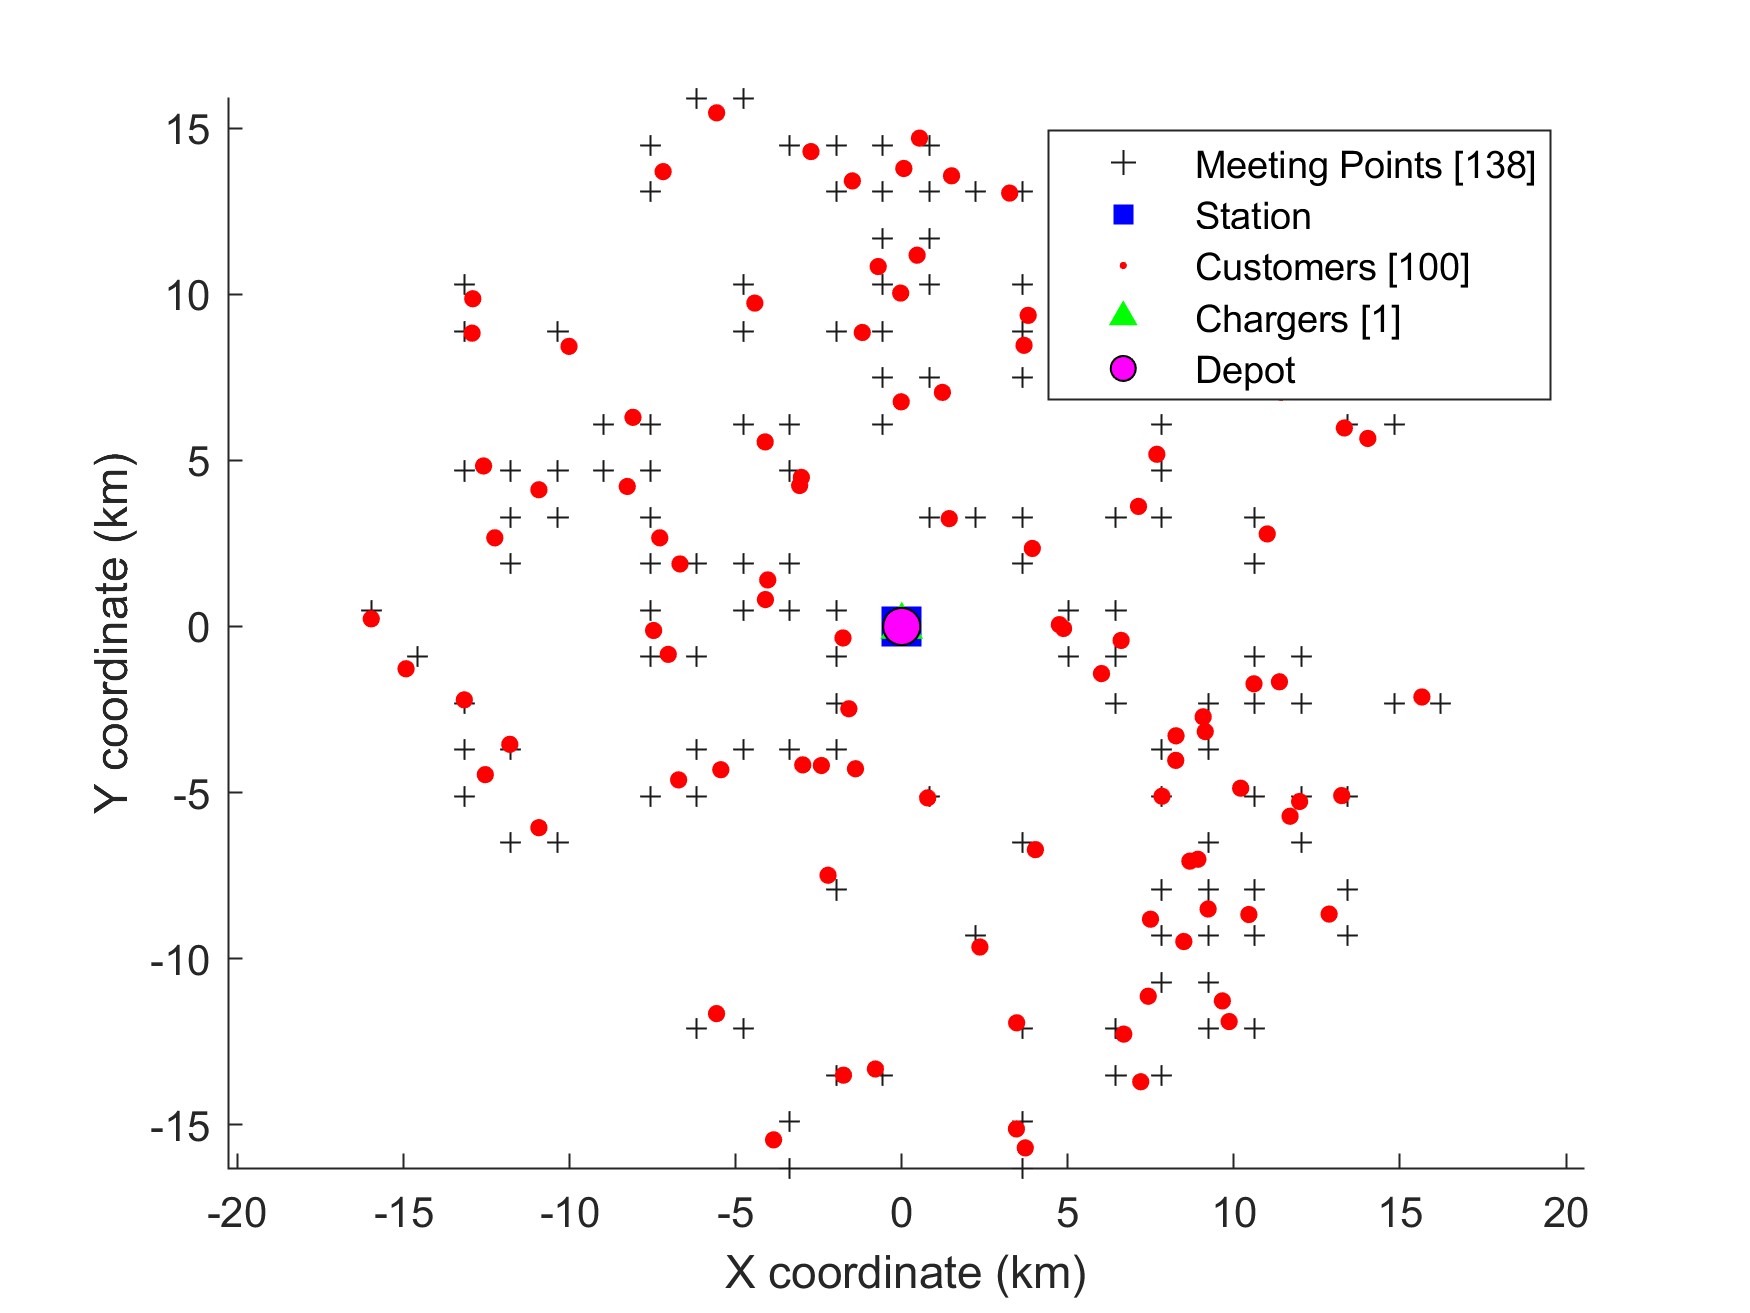 15
10
5
0
-5
-10
-15
Y coordinate (km)
Meeting Points [138]
Station
Customers [100]
Chargers [1]
Depot
-20 -15 -10 -5 0 5 10 15 20
X coordinate (km)